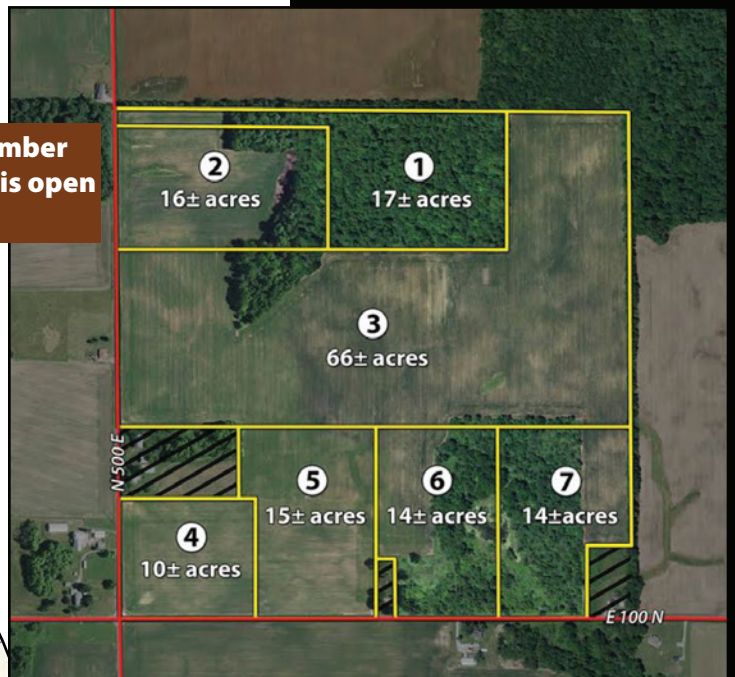 mber
is open
2
16± acres
1
17± acres
3
66± acres
N 500 E
5
15± acres
6
14± acres
7
14±acres
4
10± acres
E 100 N